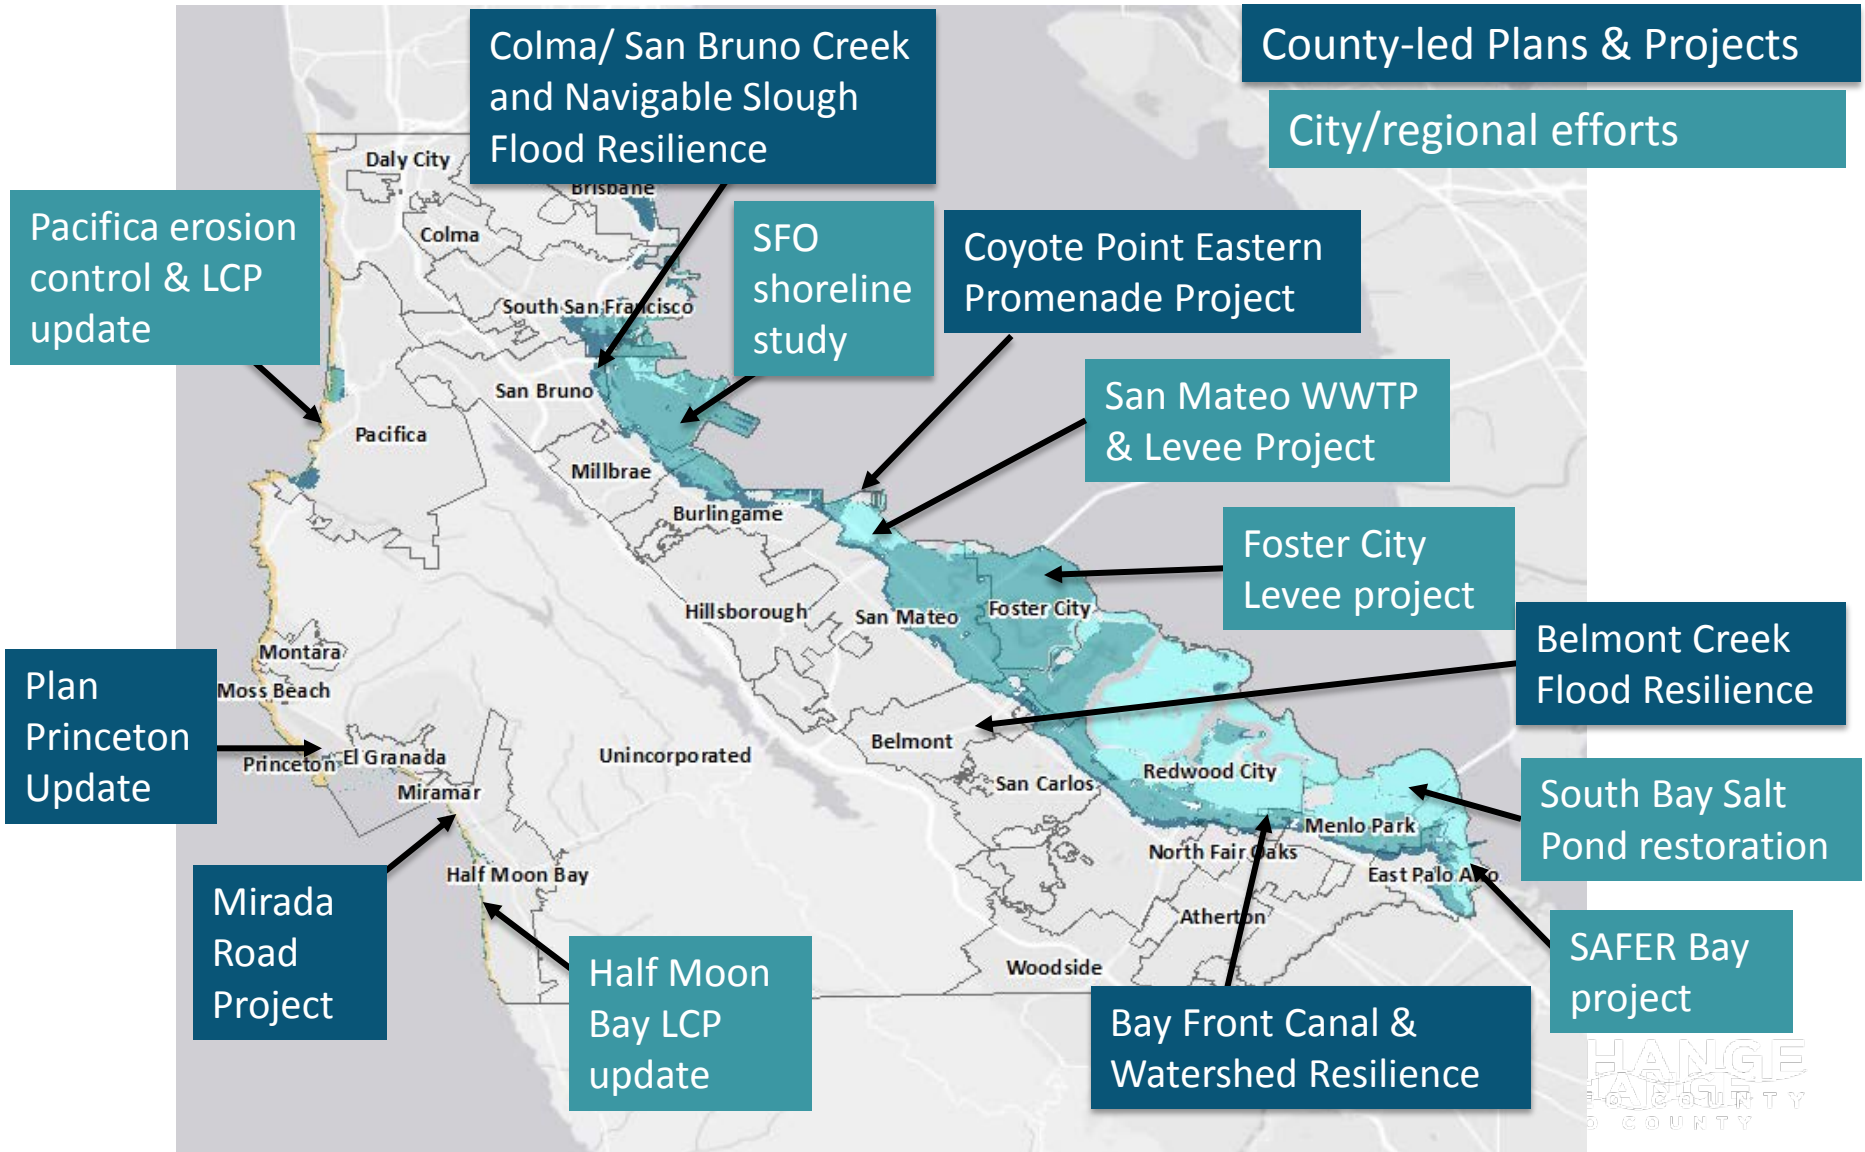 Colma/ San Bruno Creek
and Navigable Slough
Flood Resilience
County-led Plans & Projects
City/regional efforts
Pacifica erosion
control & LCP
update
SFO
shoreline
study
Coyote Point Eastern
Promenade Project
San Mateo WWTP
& Levee Project
Foster City
Levee project
Belmont Creek
Flood Resilience
Plan
Princeton
Update
South Bay Salt
Pond restoration
Mirada
Road
Project
Half Moon
Bay LCP
update
Bay Front Canal &
Watershed Resilience
SAFER Bay
project
Daly City
Brisbane
Colma
South San Francisco
San Bruno
Pacifica
Millbrae
Burlingame
Hillsborough
San Mateo
Foster City
Montara
Moss Beach
El Granada
Princeton
Miramar
Unincorporated
Belmont
San Carlos
Redwood City
Menlo Park
North Fair Oaks
East Palo Alto
Half Moon Bay
Atherton
Woodside
HANGE
COUNTY
COUNTY